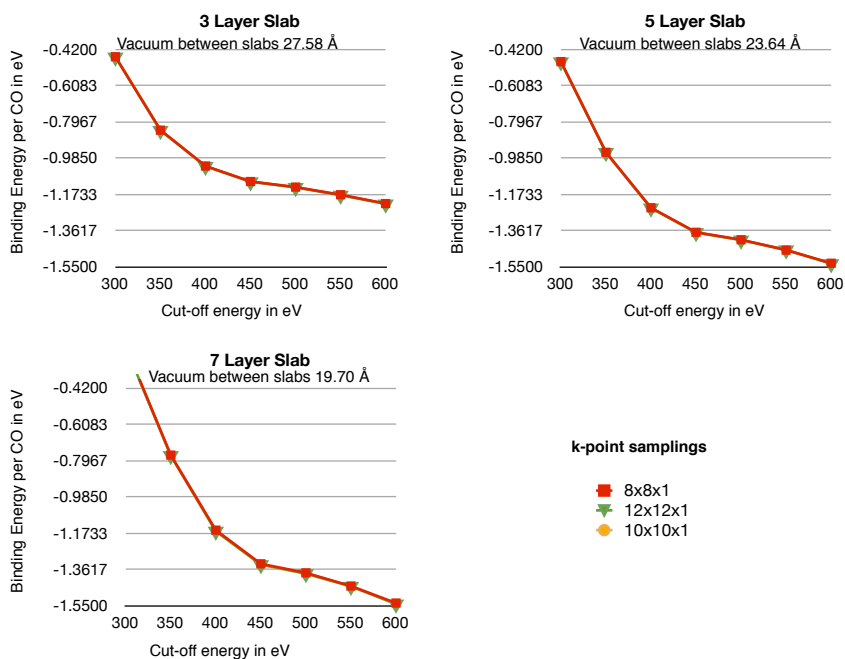 3 Layer Slab
Vacuum between slabs 27.58 Å
Binding Energy per CO in eV
-0.4200
-0.6083
-0.7967
-0.9850
-1.1733
-1.3617
-1.5500
300 350 400 450 500 550 600
Cut-off energy in eV
5 Layer Slab
Vacuum between slabs 23.64 Å
Binding Energy per CO in eV
-0.4200
-0.6083
-0.7967
-0.9850
-1.1733
-1.3617
-1.5500
300 350 400 450 500 550 600
Cut-off energy in eV
7 Layer Slab
Vacuum between slabs 19.70 Å
Binding Energy per CO in eV
-0.4200
-0.6083
-0.7967
-0.9850
-1.1733
-1.3617
-1.5500
300 350 400 450 500 550 600
Cut-off energy in eV
k-point samplings
8x8x1
12x12x1
10x10x1